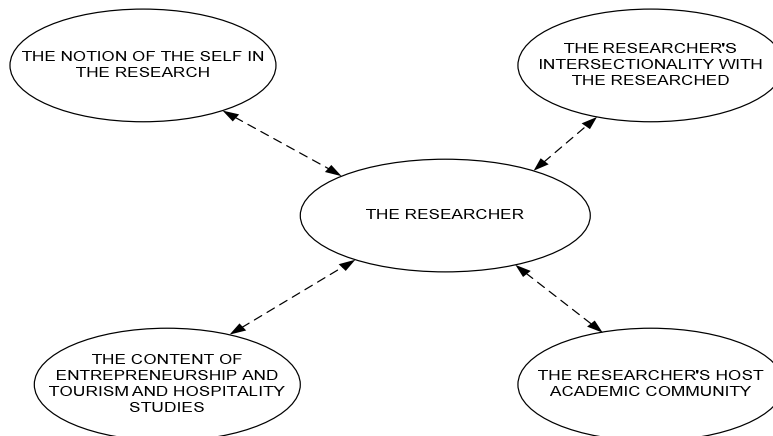 THE NOTION OF THE SELF IN
THE RESEARCH
THE RESEARCHER'S
INTERSECTIONALITY WITH
THE RESEARCHED
THE RESEARCHER
THE CONTENT OF
ENTREPRENEURSHIP AND
TOURISM AND HOSPITALITY
STUDIES
THE RESEARCHER'S HOST
ACADEMIC COMMUNITY